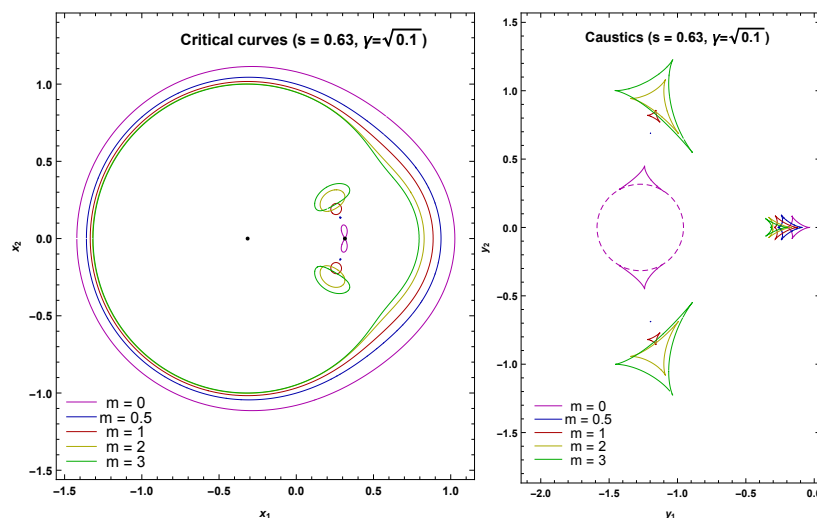 Critical curves (s = 0.63, γ=√0.1 )
1.5
1.0
0.5
0.0
-0.5
-1.0
-1.5
x2
m = 0
m = 0.5
m = 1
m = 2
m = 3
-1.5 -1.0 -0.5 0.0 0.5 1.0
x1
Caustics (s = 0.63, γ=√0.1 )
1.5
1.0
0.5
0.0
-0.5
-1.0
-1.5
y2
m = 0
m = 0.5
m = 1
m = 2
m = 3
-2.0 -1.5 -1.0 -0.5 0.0
y1